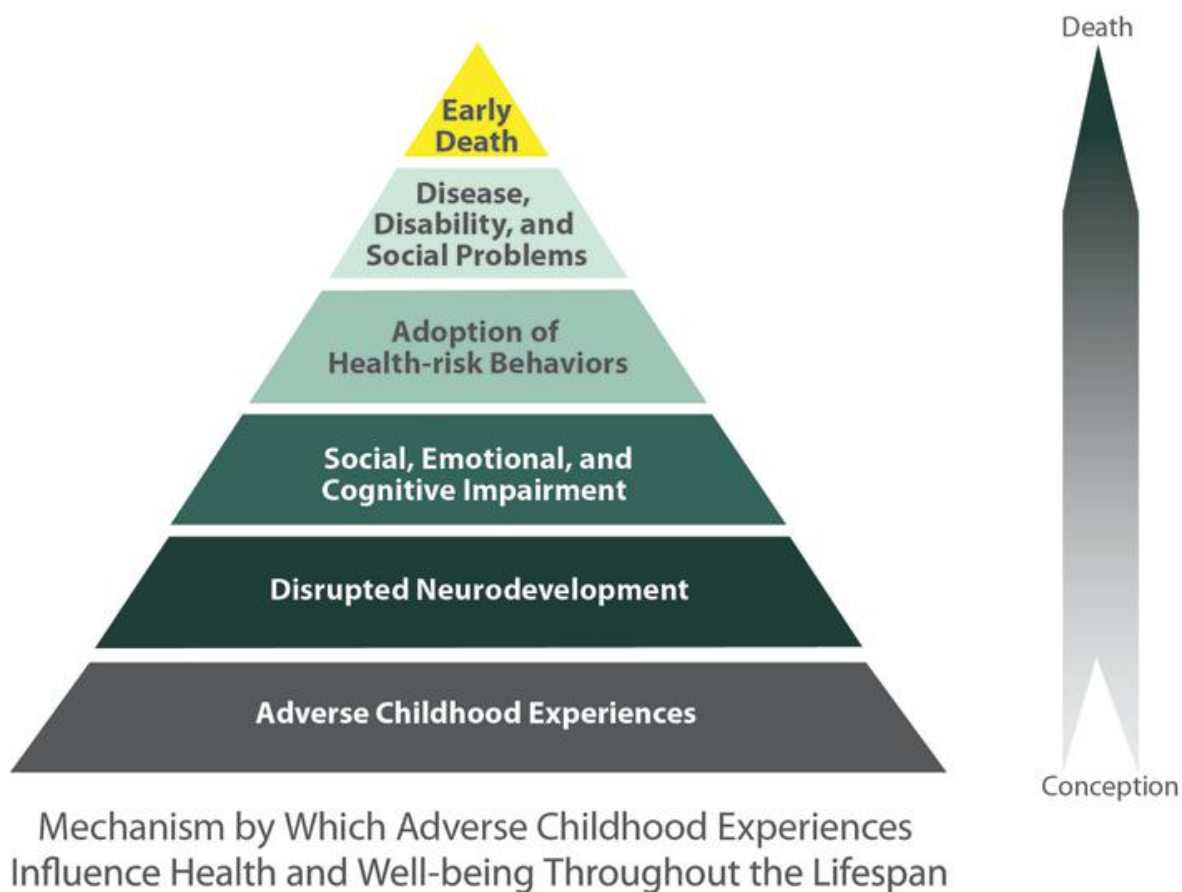 Death
Early
Death
Disease,
Disability, and
Social Problems
Adoption of
Health-risk Behaviors
Social, Emotional, and
Cognitive Impairment
Disrupted Neurodevelopment
Adverse Childhood Experiences
Conception
Mechanism by Which Adverse Childhood Experiences
Influence Health and Well-being Throughout the Lifespan